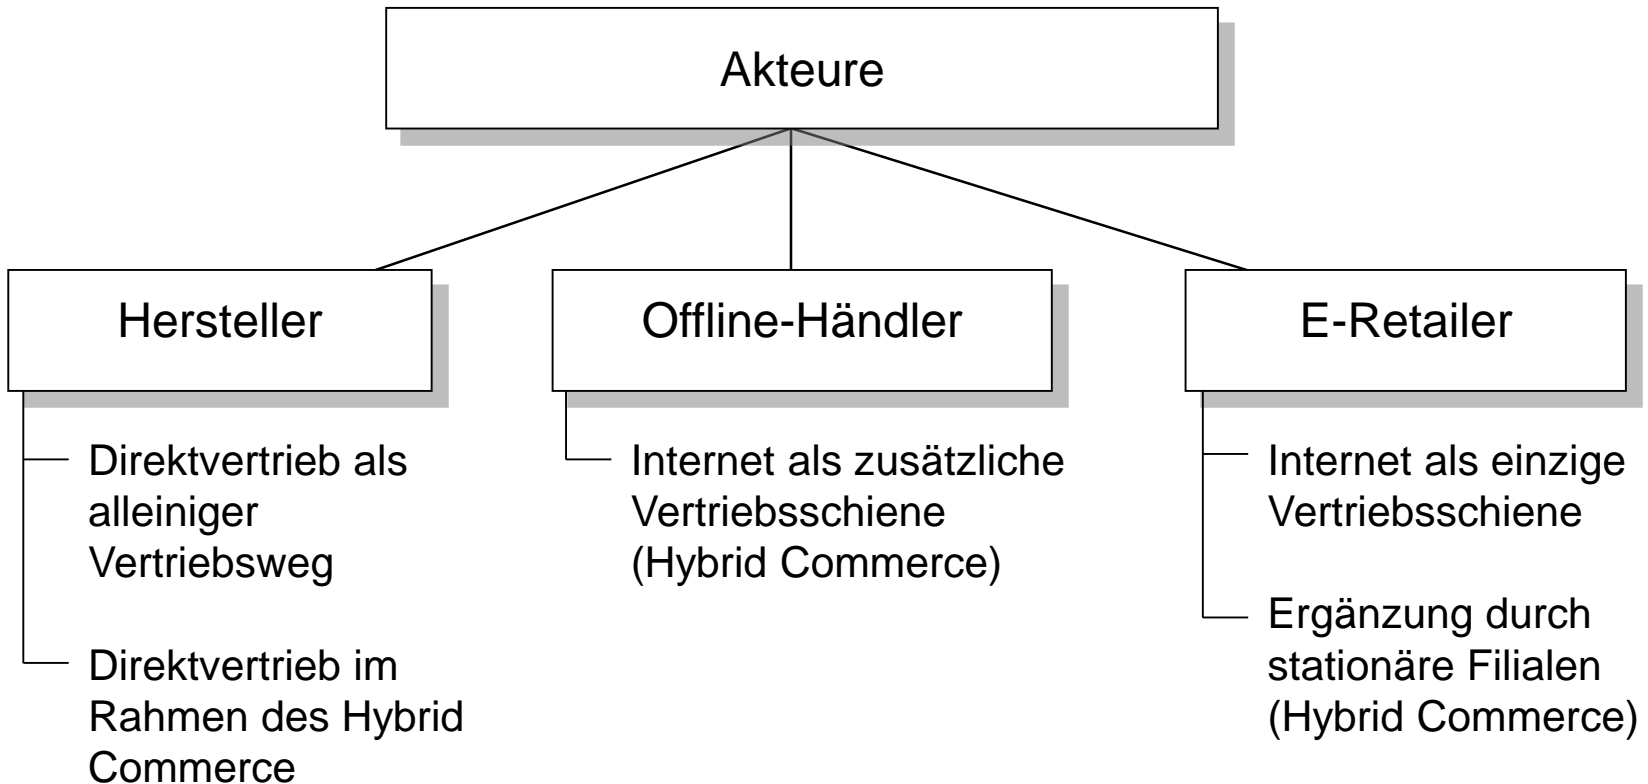 Akteure
Hersteller
Direktvertrieb als
alleiniger
Vertriebsweg
Direktvertrieb im
Rahmen des Hybrid
Commerce
Offline-Händler
Internet als zusätzliche
Vertriebsschiene
(Hybrid Commerce)
E-Retailer
Internet als einzige
Vertriebsschiene
Ergänzung durch
stationäre Filialen
(Hybrid Commerce)